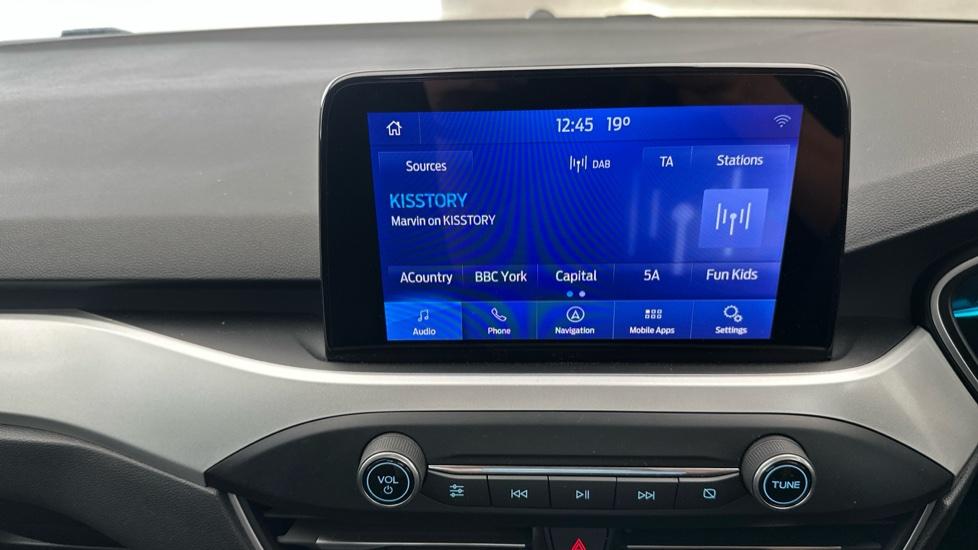 12:45 19°
Sources DAB TA Stations
KISSTORY
Marvin on KISSTORY
ACountry BBC York Capital 5A Fun Kids
Audio Phone Navigation Mobile Apps Settings
VOL TUNE